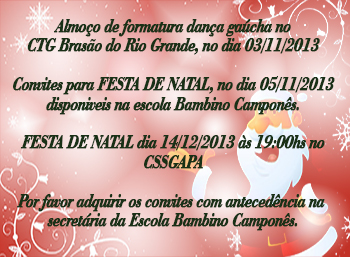 Almoço de formatura dança gaúcha no
CTG Brasão do Rio Grande, no dia 03/11/2013
Convites para FESTA DE NATAL, no dia 05/11/2013
disponiveis na escola Bambino Camponês.
FESTA DE NATAL dia 14/12/2013 às 19:00hs no
CSSGAPA
Por favor adquirir os convites com antecedência na
secretária da Escola Bambino Camponês.